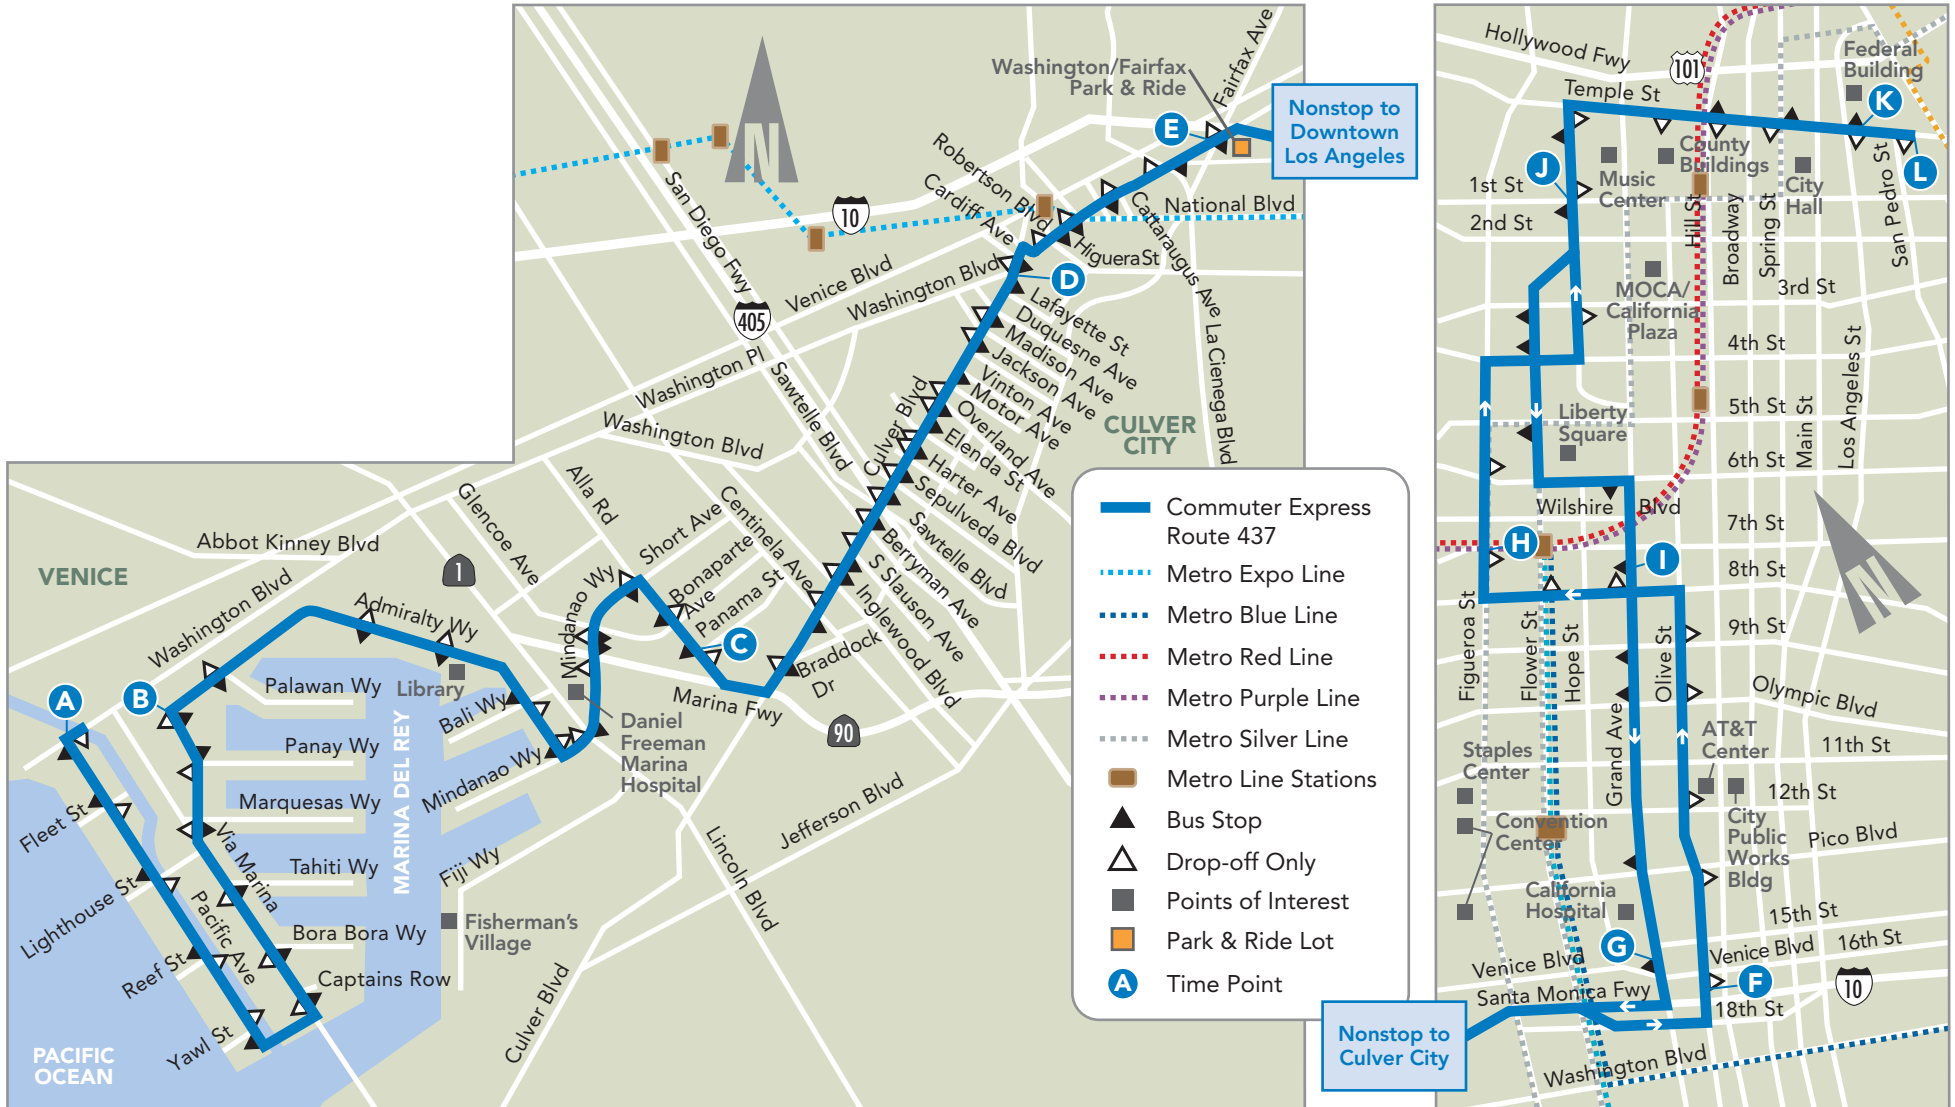 Washington/Fairfax
Park & Ride
Fairfax Ave
E
Nonstop to
Downtown
Los Angeles
N
10
Robertson Blvd
Cardiff Ave
National Blvd
San Diego Fwy
Cattaraugus Ave
Higuera St
D
Venice Blvd
Washington Blvd
405
Lafayette St
Duquesne Ave
Madison Ave
Jackson Ave
Vinton Ave
Motor Ave
Overland Ave
Elenda St
Harter Ave
Sepulveda Blvd
Sawtelle Blvd
Berryman Ave
S Slauson Ave
Inglewood Blvd
La Cienega Blvd
CULVER
CITY
Washington Pl
Sawtelle Blvd
Culver Blvd
Washington Blvd
Alla Rd
Glencoe Ave
Short Ave
Centinela Ave
Bonaparte
Ave
Panama St
C
Braddock
Dr
Marina Fwy
90
Abbot Kinney Blvd
VENICE
1
Washington Blvd
Admiralty Wy
Mindanao Wy
A
B
Palawan Wy
Library
Bali Wy
Panay Wy
MARINA DEL REY
Mindanao Wy
Daniel
Freeman
Marina
Hospital
Marquesas Wy
Fleet St
Via Marina
Tahiti Wy
Fiji Wy
Jefferson Blvd
Lincoln Blvd
Lighthouse St
Pacific Ave
Fisherman's
Village
Bora Bora Wy
Reef St
Captains Row
Culver Blvd
Yawl St
PACIFIC
OCEAN
Commuter Express
Route 437
Metro Expo Line
Metro Blue Line
Metro Red Line
Metro Purple Line
Metro Silver Line
Metro Line Stations
Bus Stop
Drop-off Only
Points of Interest
Park & Ride Lot
A
Time Point
Nonstop to
Culver City
Hollywood Fwy
101
Federal
Building
K
Temple St
J
County
Buildings
Music
Center
City
Hall
L
1st St
2nd St
Hill St
Broadway
Spring St
San Pedro St
MOCA/
California
Plaza
3rd St
4th St
Liberty
Square
5th St
Main St
Los Angeles St
6th St
Wilshire Blvd
7th St
H
I
8th St
Figueroa St
Flower St
Hope St
Olive St
9th St
Grand Ave
Olympic Blvd
Staples
Center
AT&T
Center
11th St
12th St
Convention
Center
City
Public
Works
Bldg
Pico Blvd
California
Hospital
15th St
G
Venice Blvd
Venice Blvd
16th St
F
Santa Monica Fwy
18th St
10
Washington Blvd
N